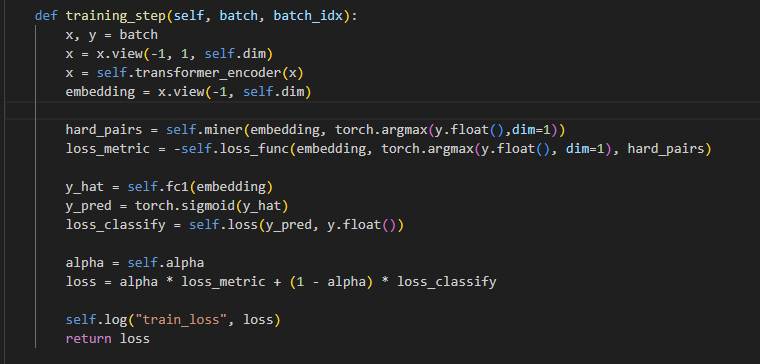 def training_step(self, batch, batch_idx):
    x, y = batch
    x = x.view(-1, 1, self.dim)
    x = self.transformer_encoder(x)
    embedding = x.view(-1, self.dim)

    hard_pairs = self.miner(embedding, torch.argmax(y.float(),dim=1))
    loss_metric = -self.loss_func(embedding, torch.argmax(y.float(), dim=1), hard_pairs)

    y_hat = self.fc1(embedding)
    y_pred = torch.sigmoid(y_hat)
    loss_classify = self.loss(y_pred, y.float())

    alpha = self.alpha
    loss = alpha * loss_metric + (1 - alpha) * loss_classify

    self.log("train_loss", loss)
    return loss